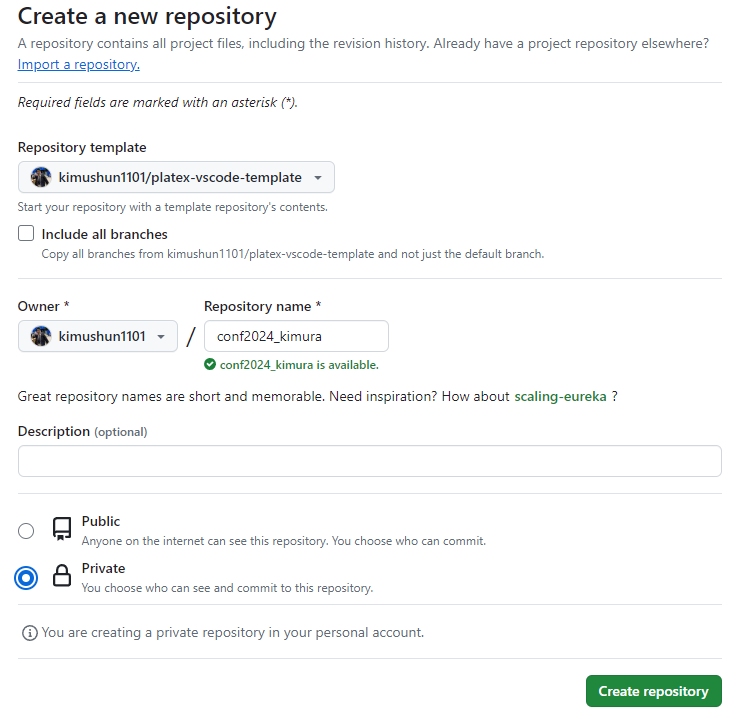 Create a new repository
A repository contains all project files, including the revision history. Already have a project repository elsewhere?
Import a repository.
Required fields are marked with an asterisk (*).
Repository template
kimushun1101/platex-vscode-template
Start your repository with a template repository's contents.
Include all branches
Copy all branches from kimushun1101/platex-vscode-template and not just the default branch.
Owner * Repository name *
kimushun1101 / conf2024_kimura
conf2024_kimura is available.
Great repository names are short and memorable. Need inspiration? How about scaling-eureka ?
Description (optional)
Public
Anyone on the internet can see this repository. You choose who can commit.
Private
You choose who can see and commit to this repository.
You are creating a private repository in your personal account.
Create repository